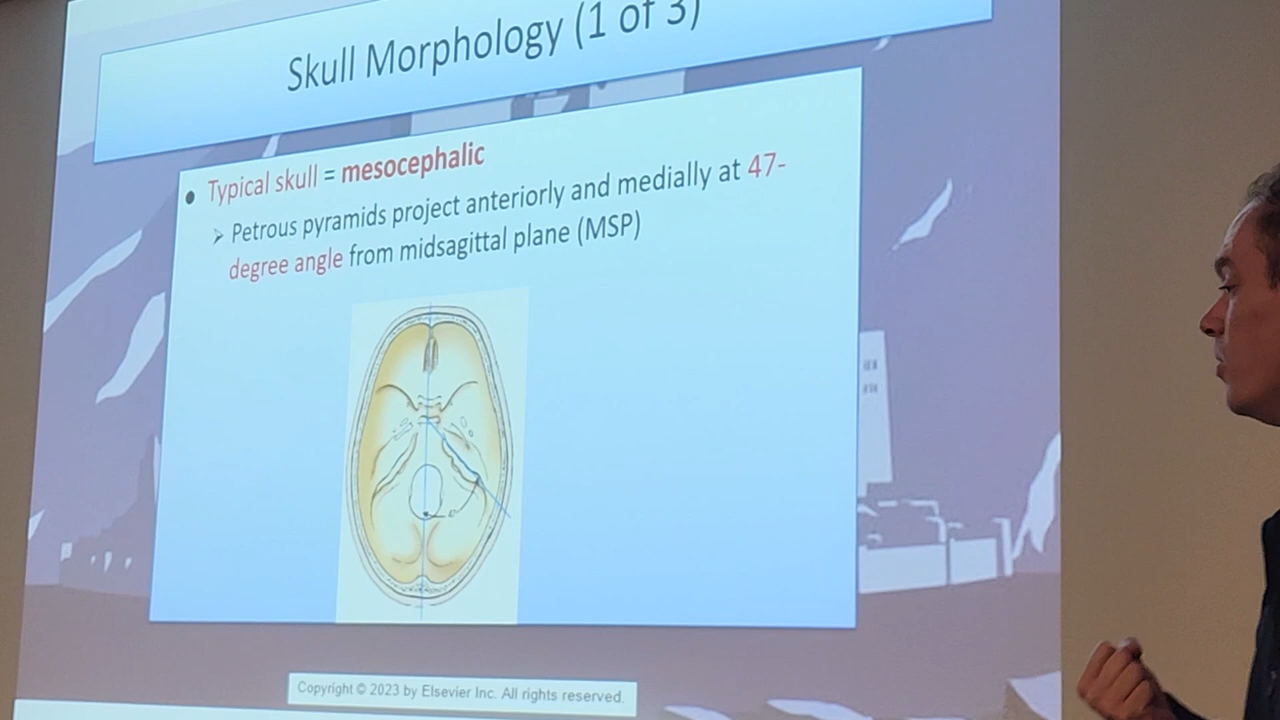 Skull Morphology (1 of 3)
Typical skull = mesocephalic
Petrous pyramids project anteriorly and medially at 47-
degree angle from midsagittal plane (MSP)
Copyright © 2023 by Elsevier Inc. All rights reserved.